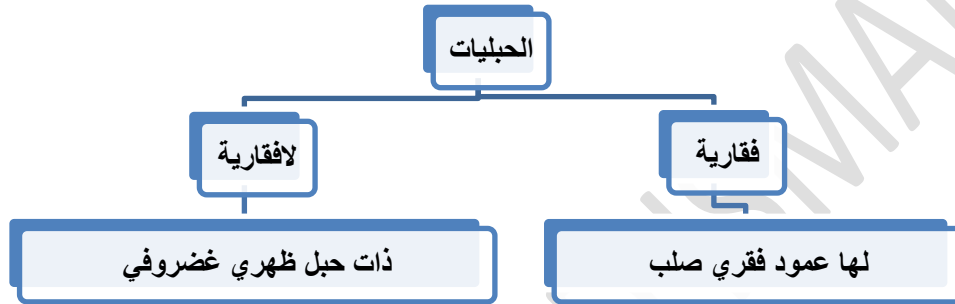 الحبليات
فقارية
لافقارية
لها عمود فقري صلب
ذات حبل ظهري غضروفي